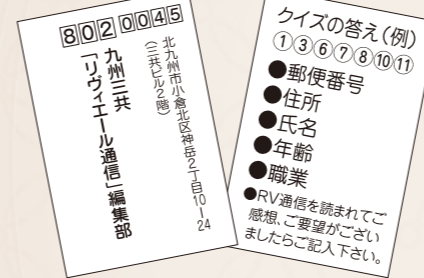 8020045
北九州市小倉北区神岳2丁目10-24
(三共ビル2階)
九州三共
「リヴィエール通信」編集部
クイズの答え(例)
①③⑥⑦⑧⑩⑪
●郵便番号
●住所
●氏名
●年齢
●職業
●RV通信を読まれてご
感想、ご要望がござい
ましたらご記入下さい。